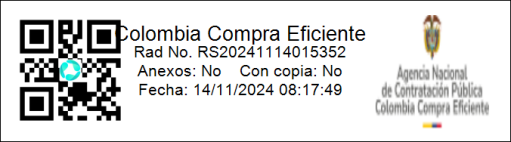 Colombia Compra Eficiente
Rad No. RS20241114015352
Anexos: No Con copia: No
Fecha: 14/11/2024 08:17:49
Agencia Nacional
de Contratación Pública
Colombia Compra Eficiente